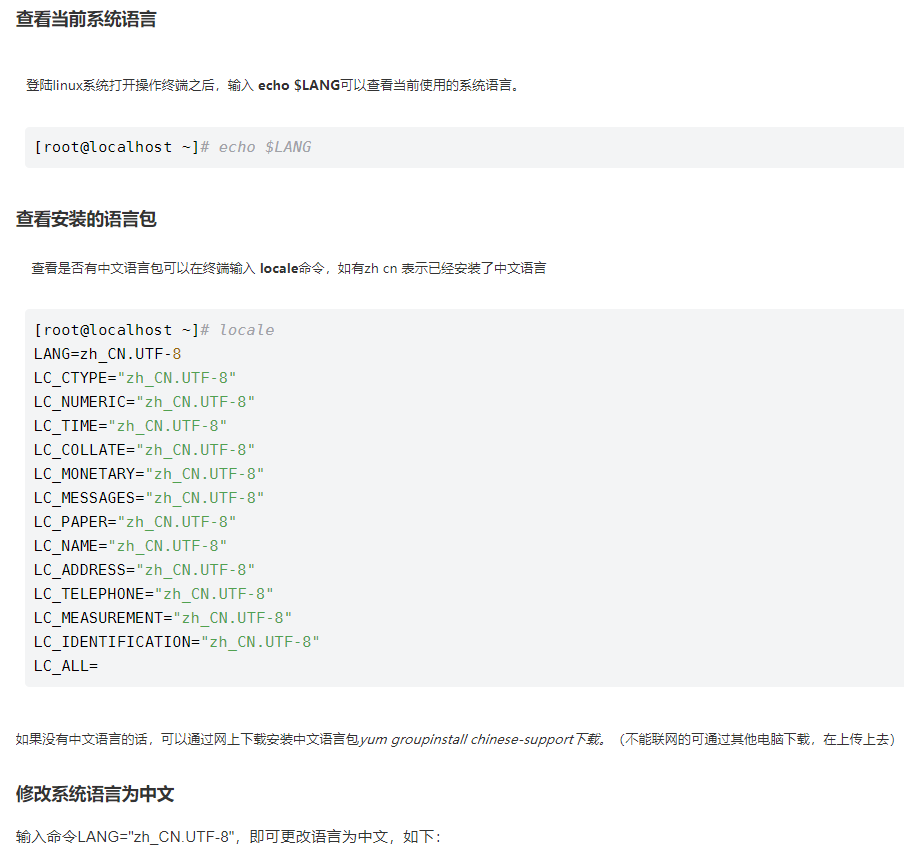 查看当前系统语言
登陆linux系统打开操作终端之后，输入 echo $LANG可以查看当前使用的系统语言。
[root@localhost ~]# echo $LANG
查看安装的语言包
查看是否有中文语言包可以在终端输入 locale命令，如有zh cn 表示已经安装了中文语言
[root@localhost ~]# locale
LANG=zh_CN.UTF-8
LC_CTYPE="zh_CN.UTF-8"
LC_NUMERIC="zh_CN.UTF-8"
LC_TIME="zh_CN.UTF-8"
LC_COLLATE="zh_CN.UTF-8"
LC_MONETARY="zh_CN.UTF-8"
LC_MESSAGES="zh_CN.UTF-8"
LC_PAPER="zh_CN.UTF-8"
LC_NAME="zh_CN.UTF-8"
LC_ADDRESS="zh_CN.UTF-8"
LC_TELEPHONE="zh_CN.UTF-8"
LC_MEASUREMENT="zh_CN.UTF-8"
LC_IDENTIFICATION="zh_CN.UTF-8"
LC_ALL=
如果没有中文语言的话，可以通过网上下载安装中文语言包yum groupinstall chinese-support下载。（不能联网的可通过其他电脑下载，在上传上去）
修改系统语言为中文
输入命令LANG="zh_CN.UTF-8"，即可更改语言为中文，如下：